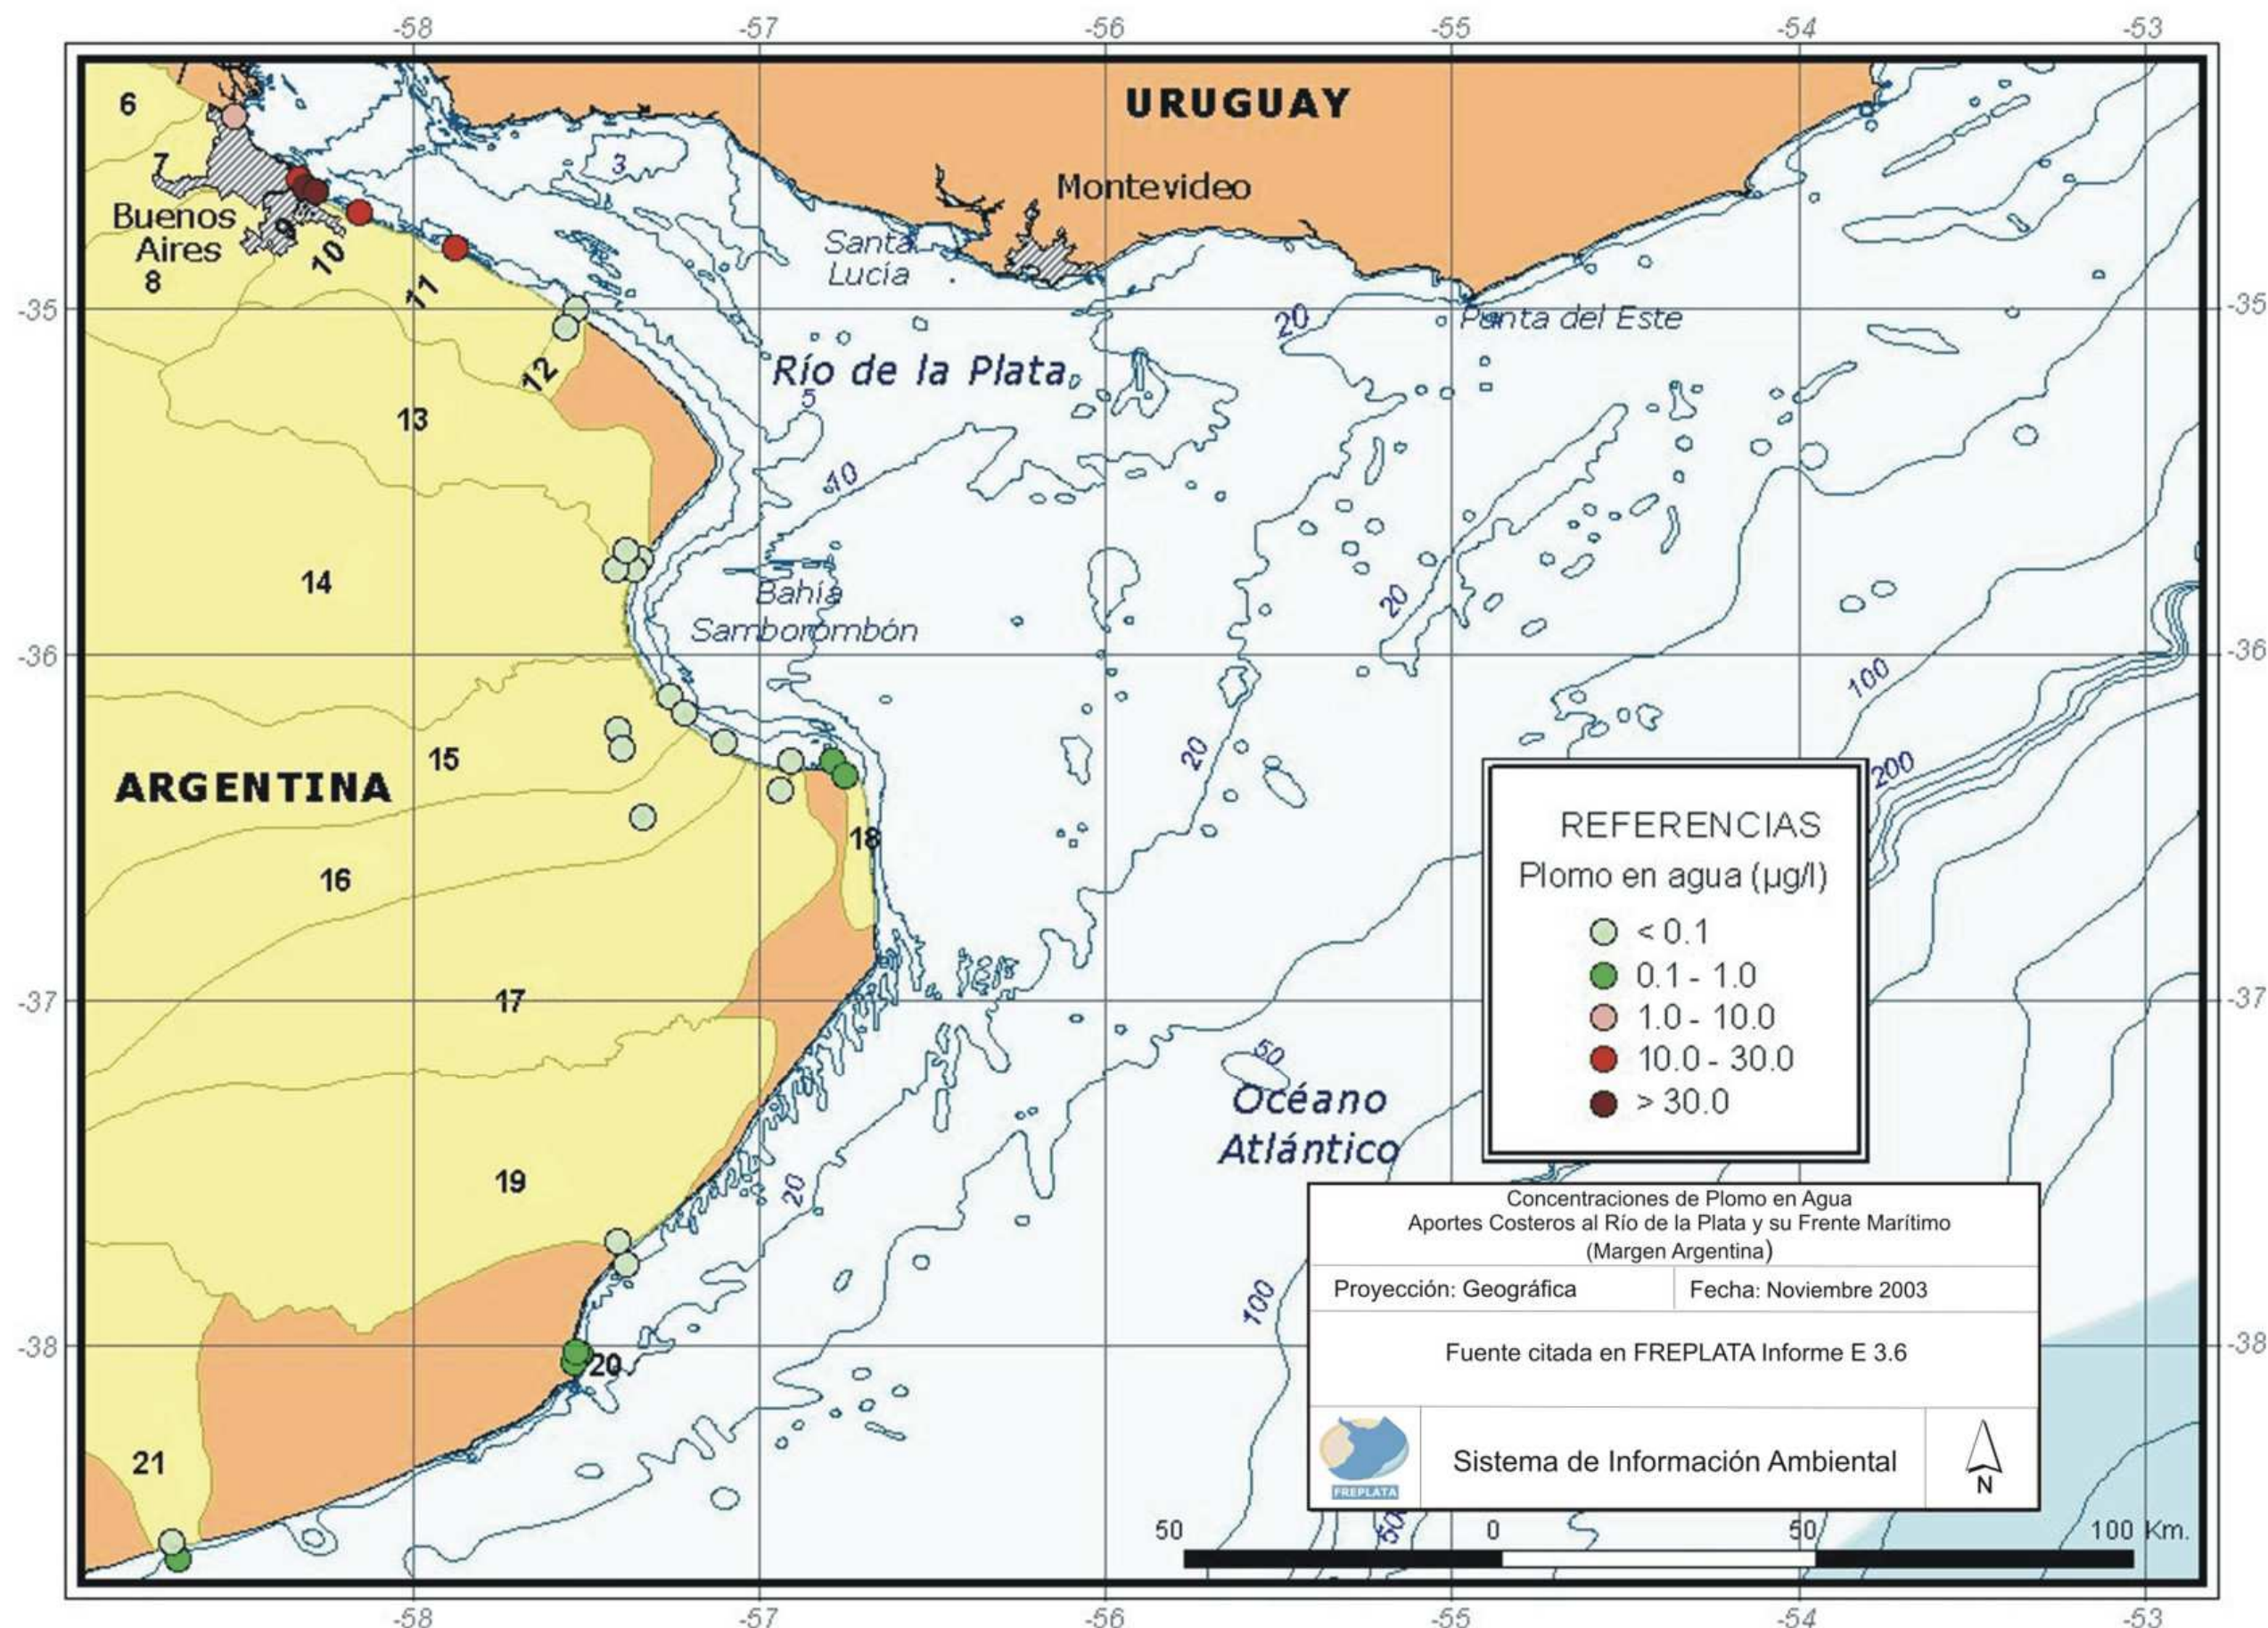 -58
-57
-56
-55
-54
-53
URUGUAY
6
3
7
Montevideo
Buenos
Aires
9
10
Santa
Lucía
8
11
-35
20
Punta del Este
-35
Río de la Plata
12
5
13
10
14
Bahía
Samborombón
20
-36
-36
100
15
20
200
ARGENTINA
18
16
REFERENCIAS
Plomo en agua (µg/l)
< 0.1
0.1 - 1.0
1.0 - 10.0
10.0 - 30.0
> 30.0
-37
17
-37
50
Océano
Atlántico
19
20
Concentraciones de Plomo en Agua
Aportes Costeros al Río de la Plata y su Frente Marítimo
(Margen Argentina)
Proyección: Geográfica
Fecha: Noviembre 2003
100
-38
-38
20
Fuente citada en FREPLATA Informe E 3.6
21
Sistema de Información Ambiental
FREPLATA
N
50
50
0
50
100 Km.
-58
-57
-56
-55
-54
-53